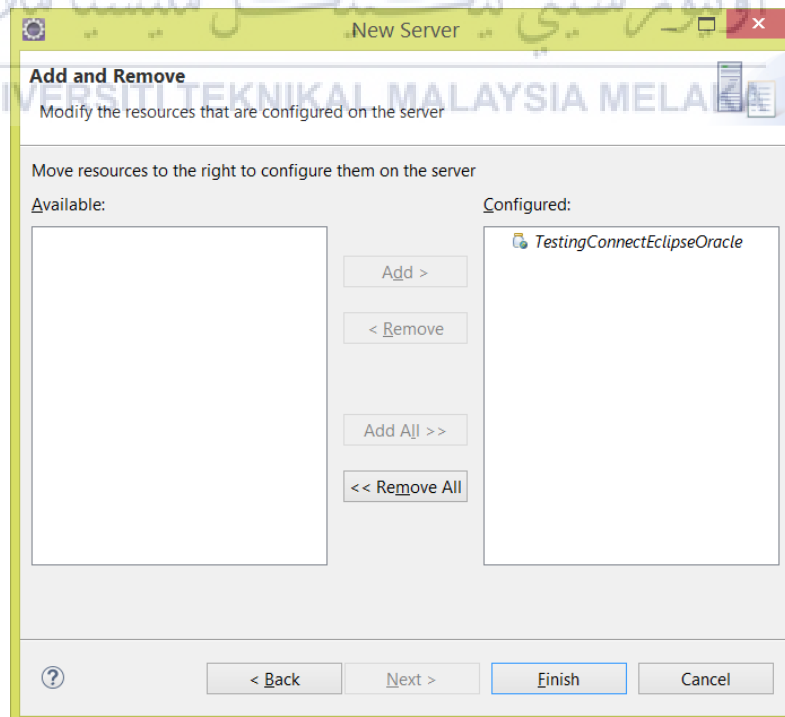 New Server
Add and Remove
Modify the resources that are configured on the server
UNIVERSITI TEKNIKAL MALAYSIA MELAKA
Move resources to the right to configure them on the server
Available:
Configured:
TestingConnectEclipseOracle
Add >
< Remove
Add All >>
<< Remove All
?
< Back
Next >
Finish
Cancel